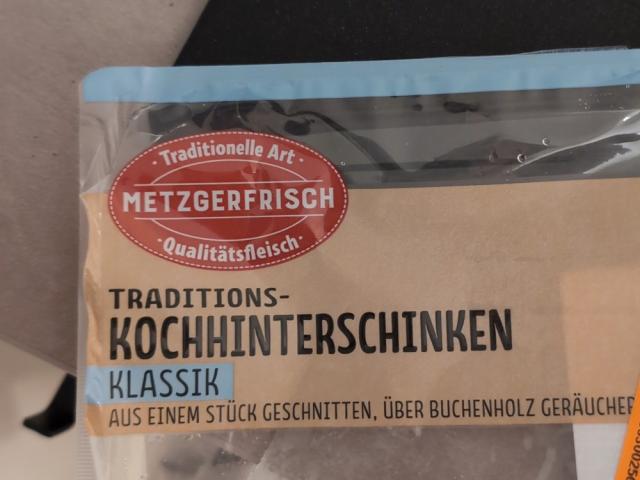 · Traditionelle Art ·
METZGERFRISCH
· Qualitätsfleisch ·
TRADITIONS-
KOCHHINTERSCHINKEN
KLASSIK
AUS EINEM STÜCK GESCHNITTEN, ÜBER BUCHENHOLZ GERÄUCHER